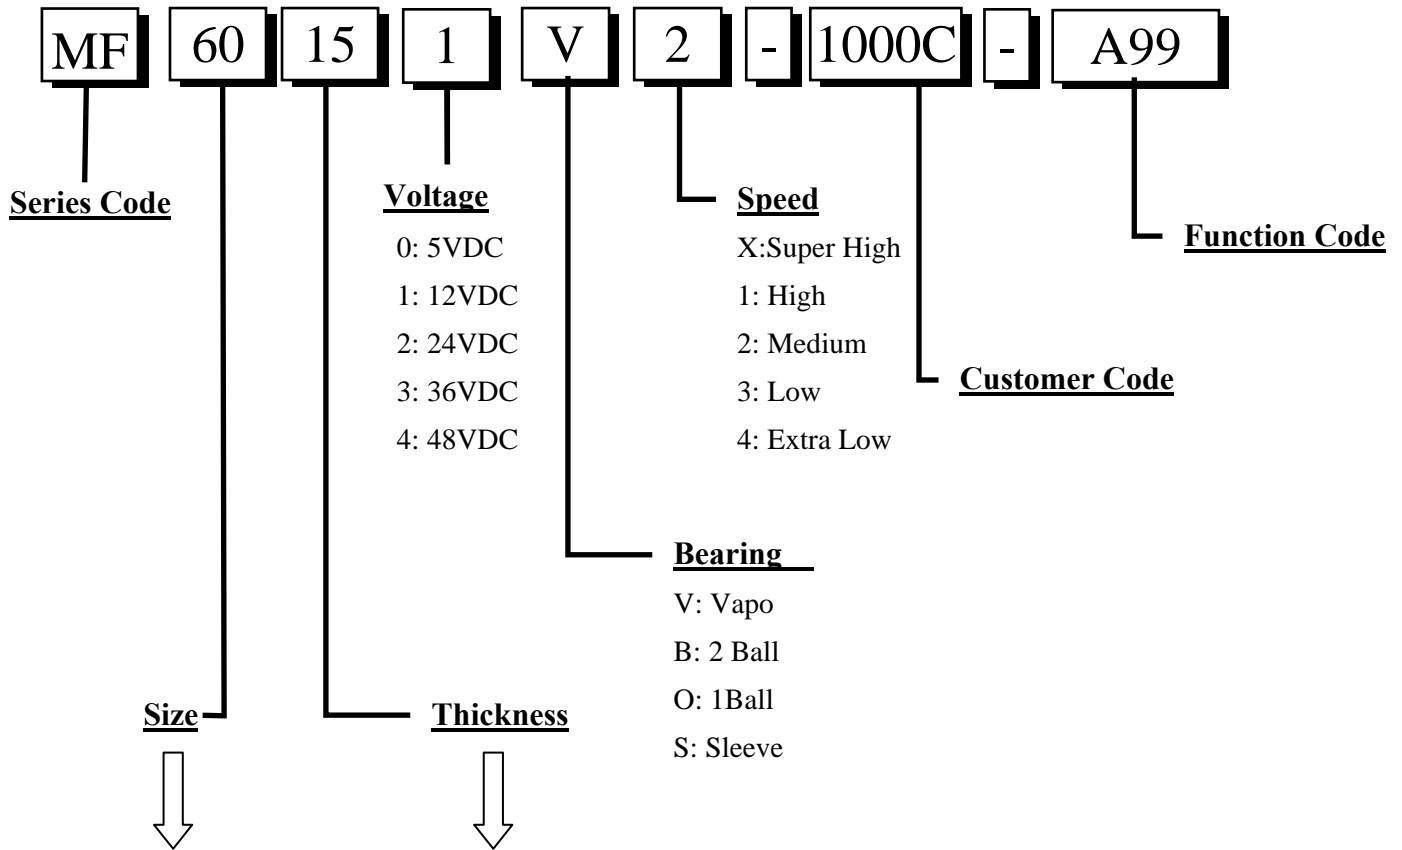 MF 60 15 1 V 2 - 1000C - A99
Series Code
Voltage
0: 5VDC
1: 12VDC
2: 24VDC
3: 36VDC
4: 48VDC
Speed
X:Super High
1: High
2: Medium
3: Low
4: Extra Low
Function Code
Customer Code
Bearing
V: Vapo
B: 2 Ball
O: 1Ball
S: Sleeve
Size
Thickness